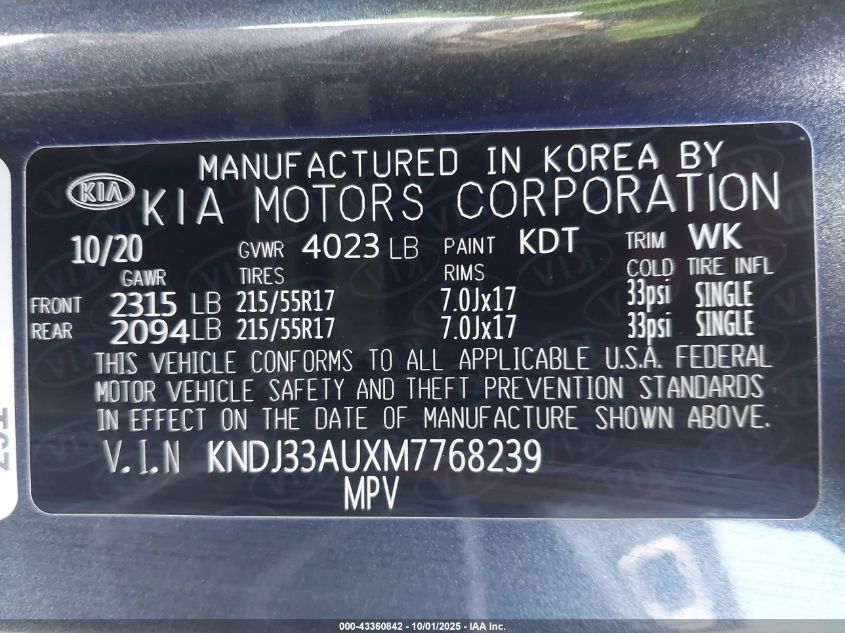 MANUFACTURED IN KOREA BY
KIA KIA MOTORS CORPORATION
10/20 GVWR 4023 LB PAINT KDT TRIM WK
GAWR TIRES RIMS COLD TIRE INFL
FRONT 2315 LB 215/55R17 7.0Jx17 33psi SINGLE
REAR 2094 LB 215/55R17 7.0Jx17 33psi SINGLE
THIS VEHICLE CONFORMS TO ALL APPLICABLE U.S.A. FEDERAL
MOTOR VEHICLE SAFETY AND THEFT PREVENTION STANDARDS
IN EFFECT ON THE DATE OF MANUFACTURE SHOWN ABOVE.
V.I.N KNDJ33AUXM7768239
MPV
000-43360842 - 10/01/2025 - IAA Inc.